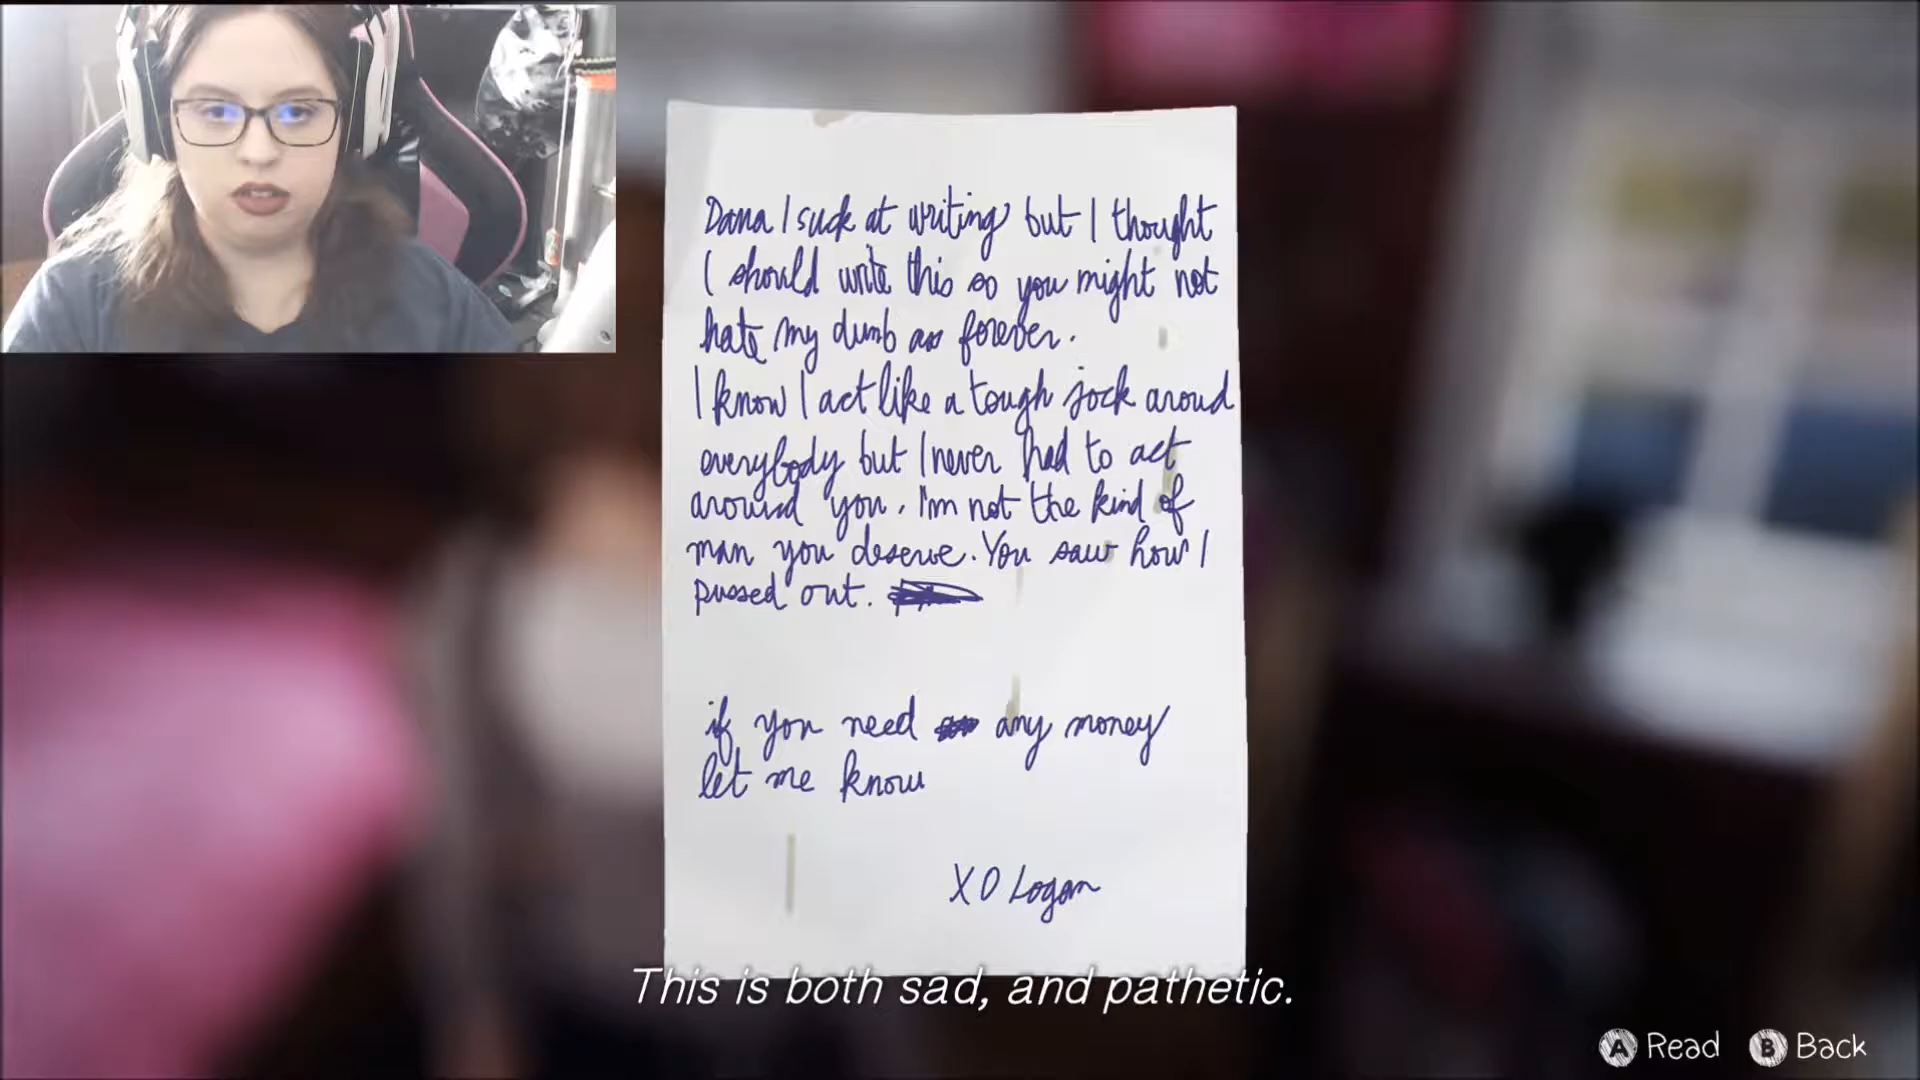 Dana I suck at writing but I thought
I should write this so you might not
hate my dumb ass forever.
I know I act like a tough jock aroud
everybody but I never had to act
around you. I'm not the kind of
man you deserve. You saw how I
pussed out.
if you need any money
let me know
XO Logan
This is both sad, and pathetic.
A Read B Back